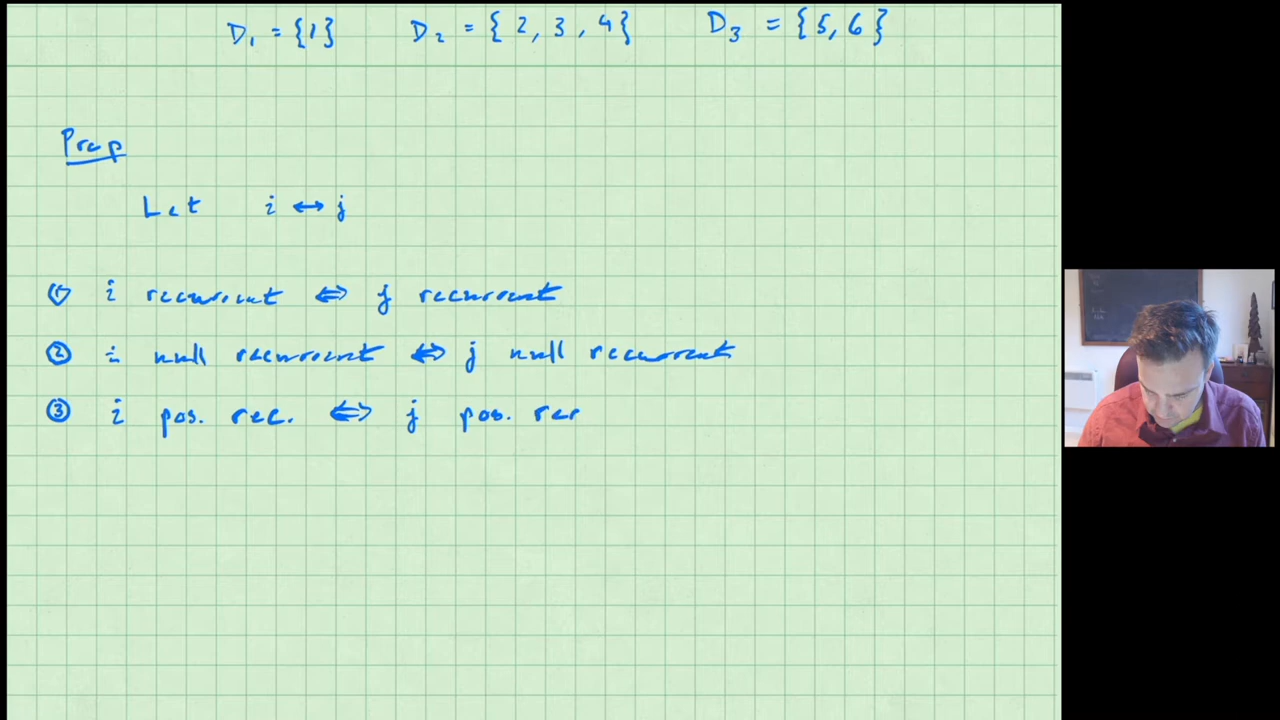 D₁ = {1} D₂ = {2, 3, 4} D₃ = {5, 6}
Prop
Let i ↔ j
① i recurrent ⇔ j recurrent
② i null recurrent ⇔ j null recurrent
③ i pos. rec. ⇔ j pos. rec